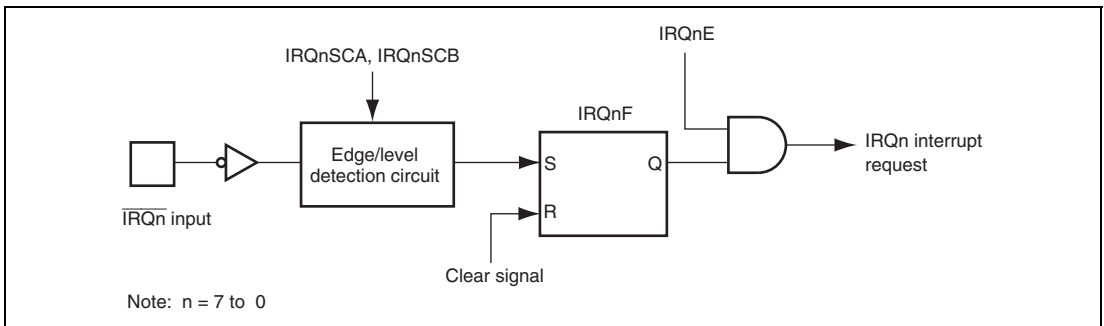 IRQnE
IRQnSCA, IRQnSCB
IRQnF
Edge/level
detection circuit
S
Q
R
IRQn interrupt
request
IRQn input
Clear signal
Note: n = 7 to 0